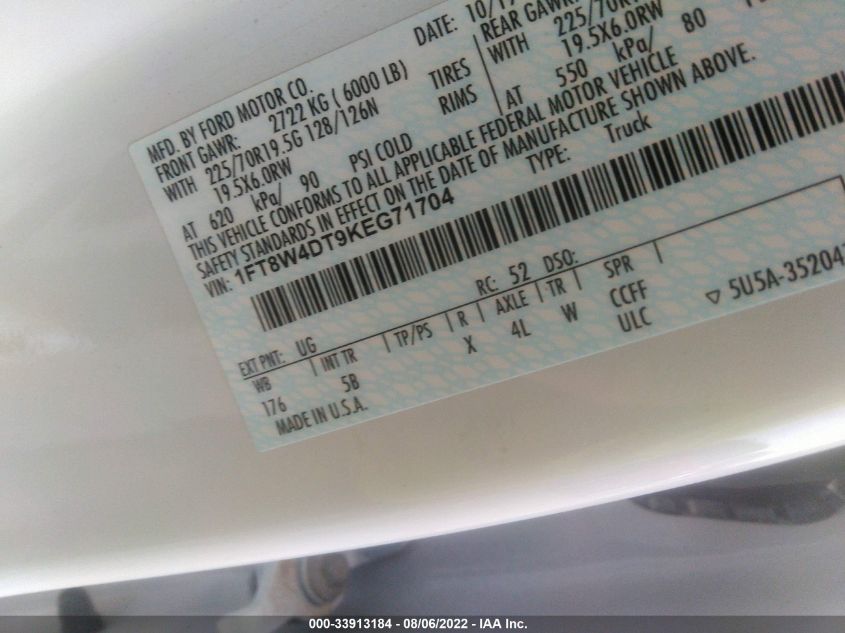 MFD. BY FORD MOTOR CO.
DATE: 10/1
FRONT GAWR: 2722 KG ( 6000 LB)
REAR GAWR:
WITH 225/70R19.5G 128/126N TIRES
WITH 225/70R
19.5X6.0RW RIMS
19.5X6.0RW
AT 620 kPa/ 90 PSI COLD
AT 550 kPa/ 80
THIS VEHICLE CONFORMS TO ALL APPLICABLE FEDERAL MOTOR VEHICLE
SAFETY STANDARDS IN EFFECT ON THE DATE OF MANUFACTURE SHOWN ABOVE.
VIN: 1FT8W4DT9KEG71704
TYPE: Truck
EXT PNT: UG RC: 52 DSO:
WB INT TR TP/PS R AXLE TR SPR
176 5B X 4L W CCFF
ULC
5U5A-35204
MADE IN U.S.A.
000-33913184 - 08/06/2022 - IAA Inc.